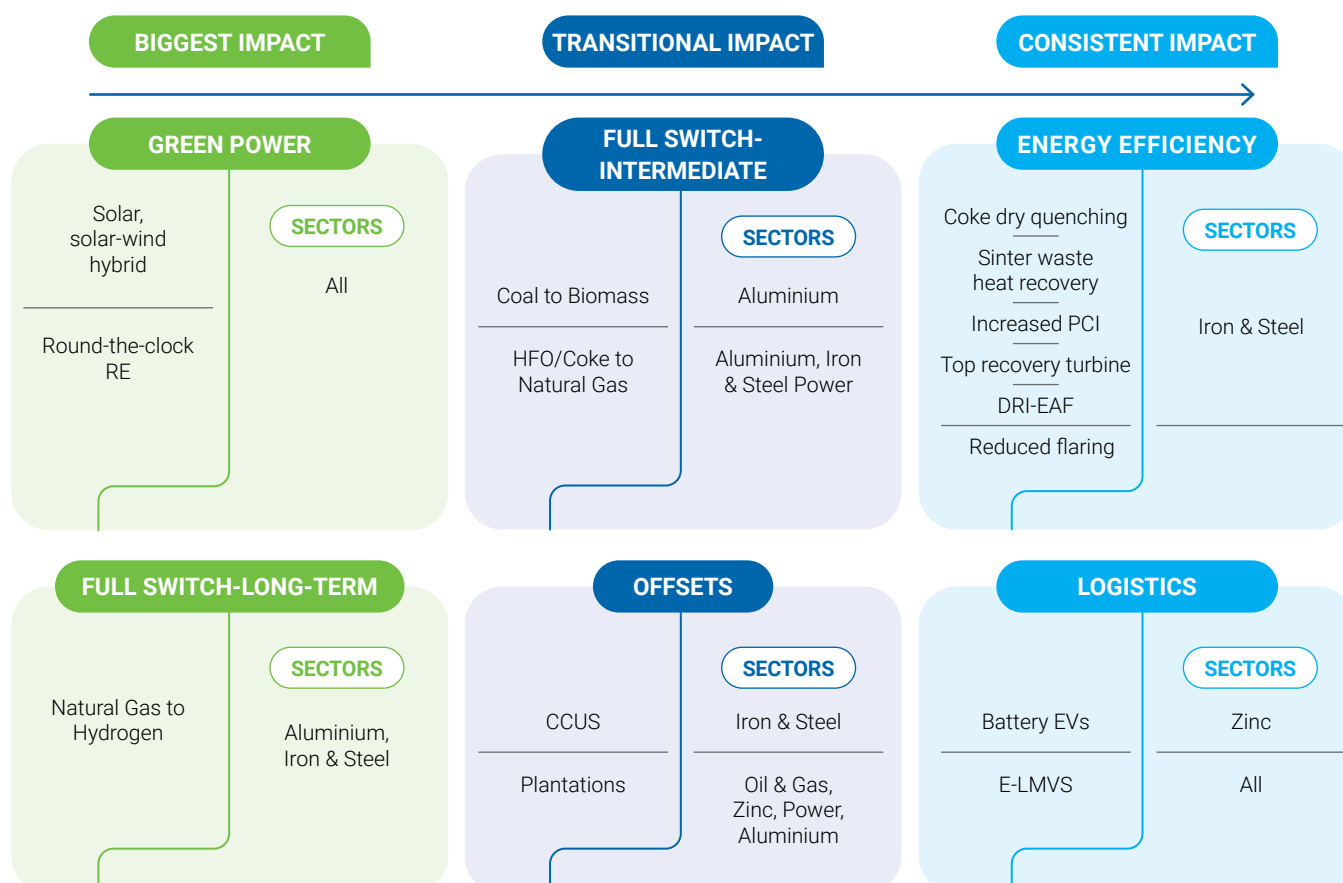 BIGGEST IMPACT
TRANSITIONAL IMPACT
CONSISTENT IMPACT
GREEN POWER
Solar,
solar-wind
hybrid
Round-the-clock
RE
SECTORS
All
FULL SWITCH-
INTERMEDIATE
Coal to Biomass
HFO/Coke to
Natural Gas
SECTORS
Aluminium
Aluminium, Iron
& Steel Power
ENERGY EFFICIENCY
Coke dry quenching
Sinter waste
heat recovery
Increased PCI
Top recovery turbine
DRI-EAF
Reduced flaring
SECTORS
Iron & Steel
FULL SWITCH-LONG-TERM
Natural Gas to
Hydrogen
SECTORS
Aluminium,
Iron & Steel
OFFSETS
CCUS
Plantations
SECTORS
Iron & Steel
Oil & Gas,
Zinc, Power,
Aluminium
LOGISTICS
Battery EVs
E-LMVS
SECTORS
Zinc
All